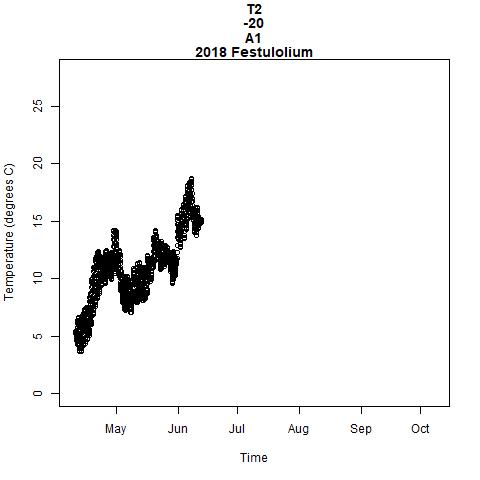 T2
-20
A1
2018 Festulolium
Temperature (degrees C)
25
20
15
10
5
0
May Jun Jul Aug Sep Oct
Time